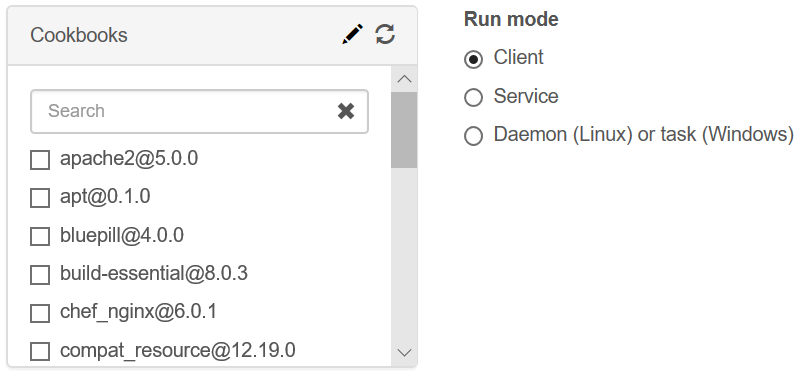 Cookbooks
Search
apache2@5.0.0
apt@0.1.0
bluepill@4.0.0
build-essential@8.0.3
chef_nginx@6.0.1
compat_resource@12.19.0
Run mode
Client
Service
Daemon (Linux) or task (Windows)